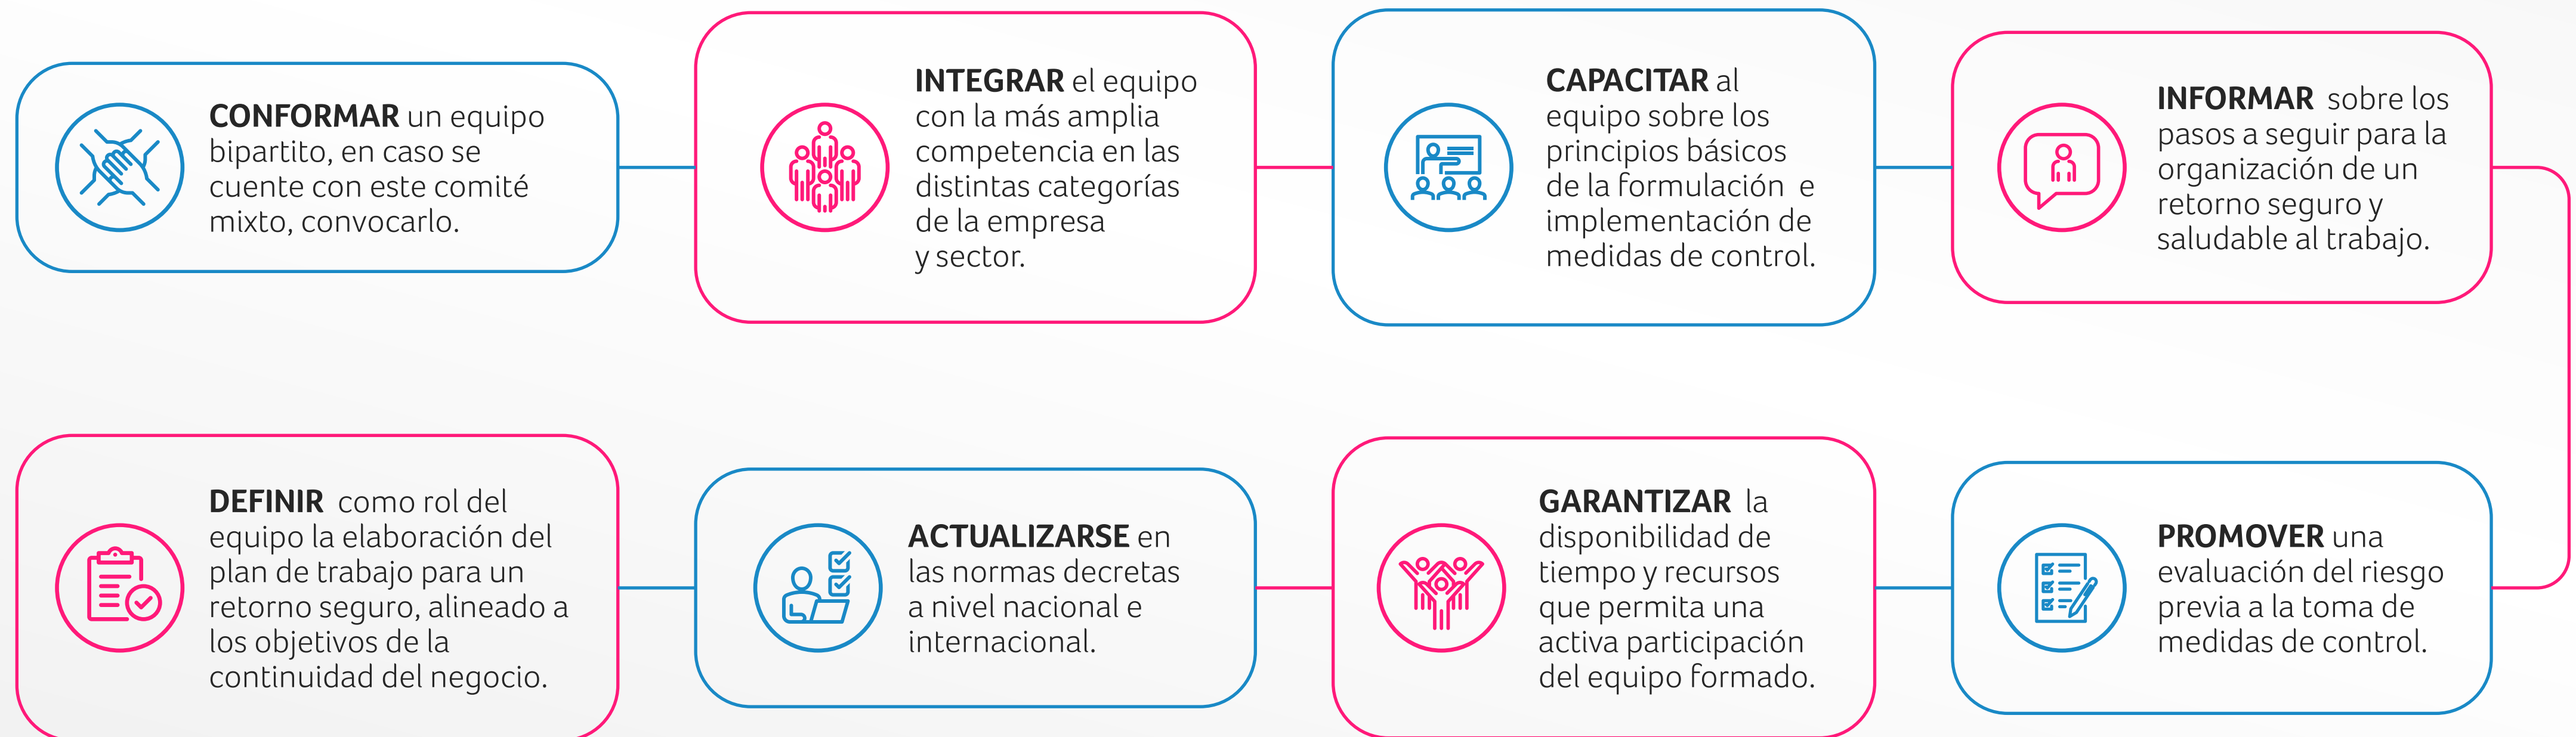 CONFORMAR un equipo
bipartito, en caso se
cuente con este comité
mixto, convocarlo.
INTEGRAR el equipo
con la más amplia
competencia en las
distintas categorías
de la empresa
y sector.
CAPACITAR al
equipo sobre los
principios básicos
de la formulación e
implementación de
medidas de control.
INFORMAR sobre los
pasos a seguir para la
organización de un
retorno seguro y
saludable al trabajo.
PROMOVER una
evaluación del riesgo
previa a la toma de
medidas de control.
GARANTIZAR la
disponibilidad de
tiempo y recursos
que permita una
activa participación
del equipo formado.
ACTUALIZARSE en
las normas decretas
a nivel nacional e
internacional.
DEFINIR como rol del
equipo la elaboración del
plan de trabajo para un
retorno seguro, alineado a
los objetivos de la
continuidad del negocio.